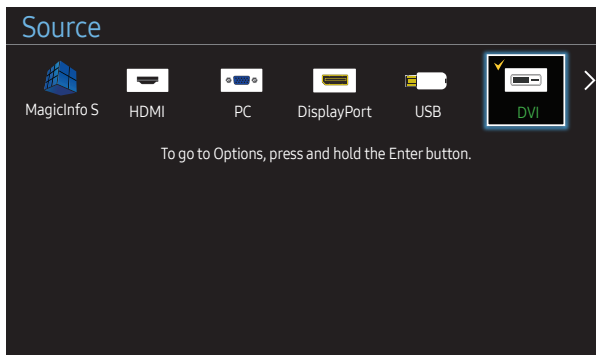 Source
MagicInfo S HDMI PC DisplayPort USB DVI
To go to Options, press and hold the Enter button.